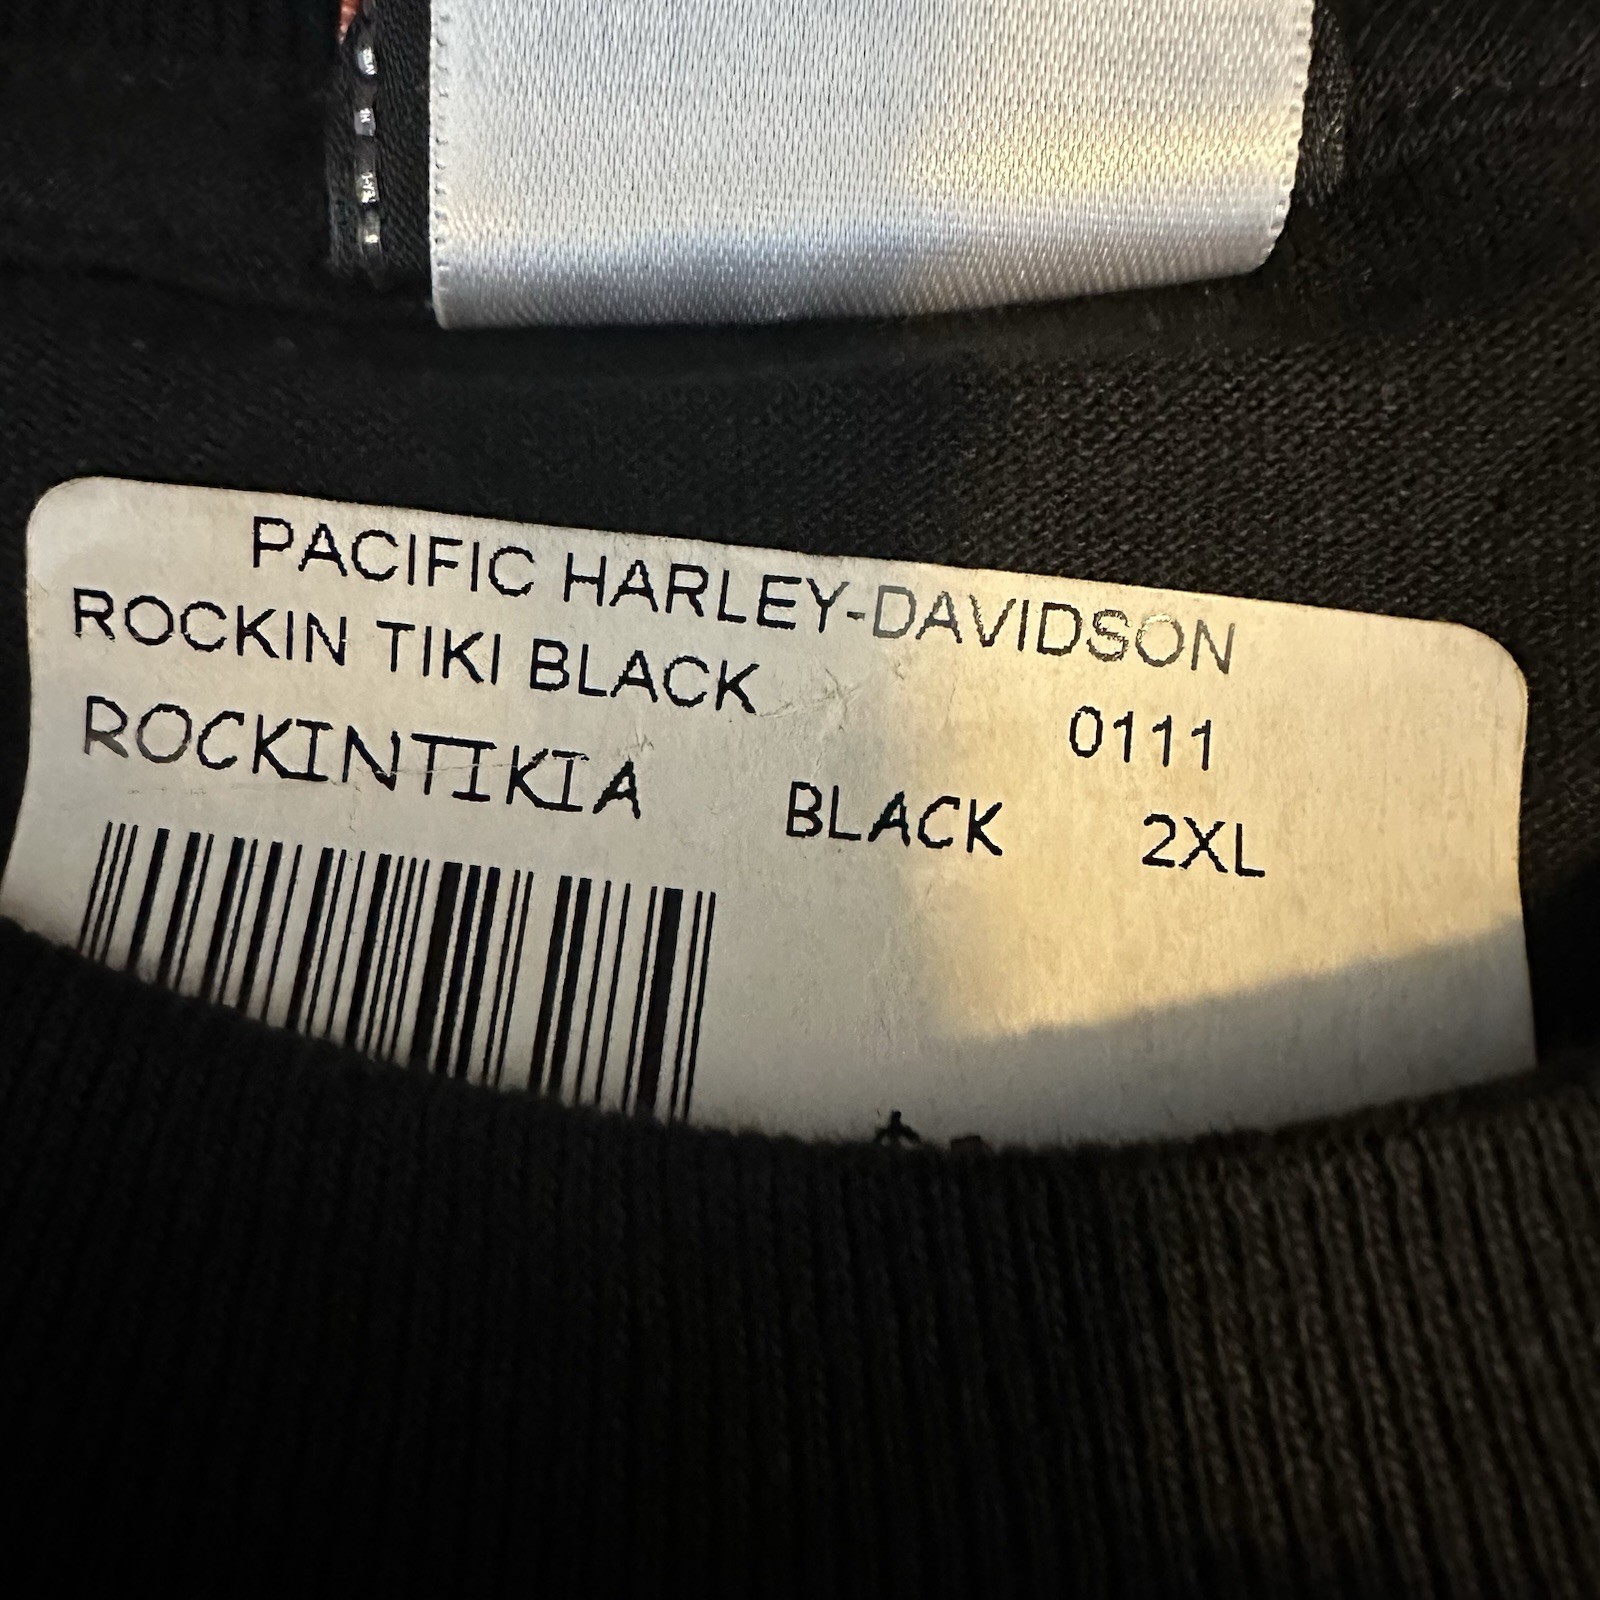 PACIFIC HARLEY-DAVIDSON
ROCKIN TIKI BLACK 0111
ROCKINTIKIA BLACK 2XL